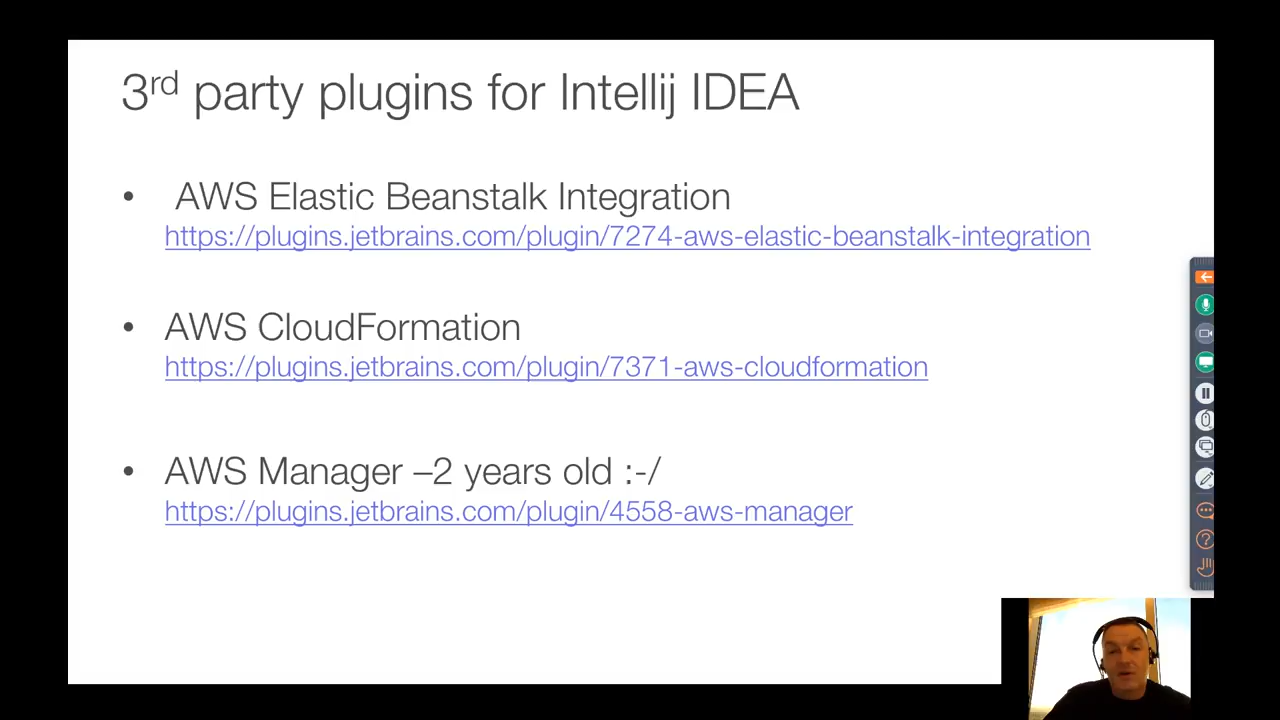 3rd party plugins for Intellij IDEA
• AWS Elastic Beanstalk Integration
https://plugins.jetbrains.com/plugin/7274-aws-elastic-beanstalk-integration
• AWS CloudFormation
https://plugins.jetbrains.com/plugin/7371-aws-cloudformation
• AWS Manager –2 years old :-/
https://plugins.jetbrains.com/plugin/4558-aws-manager